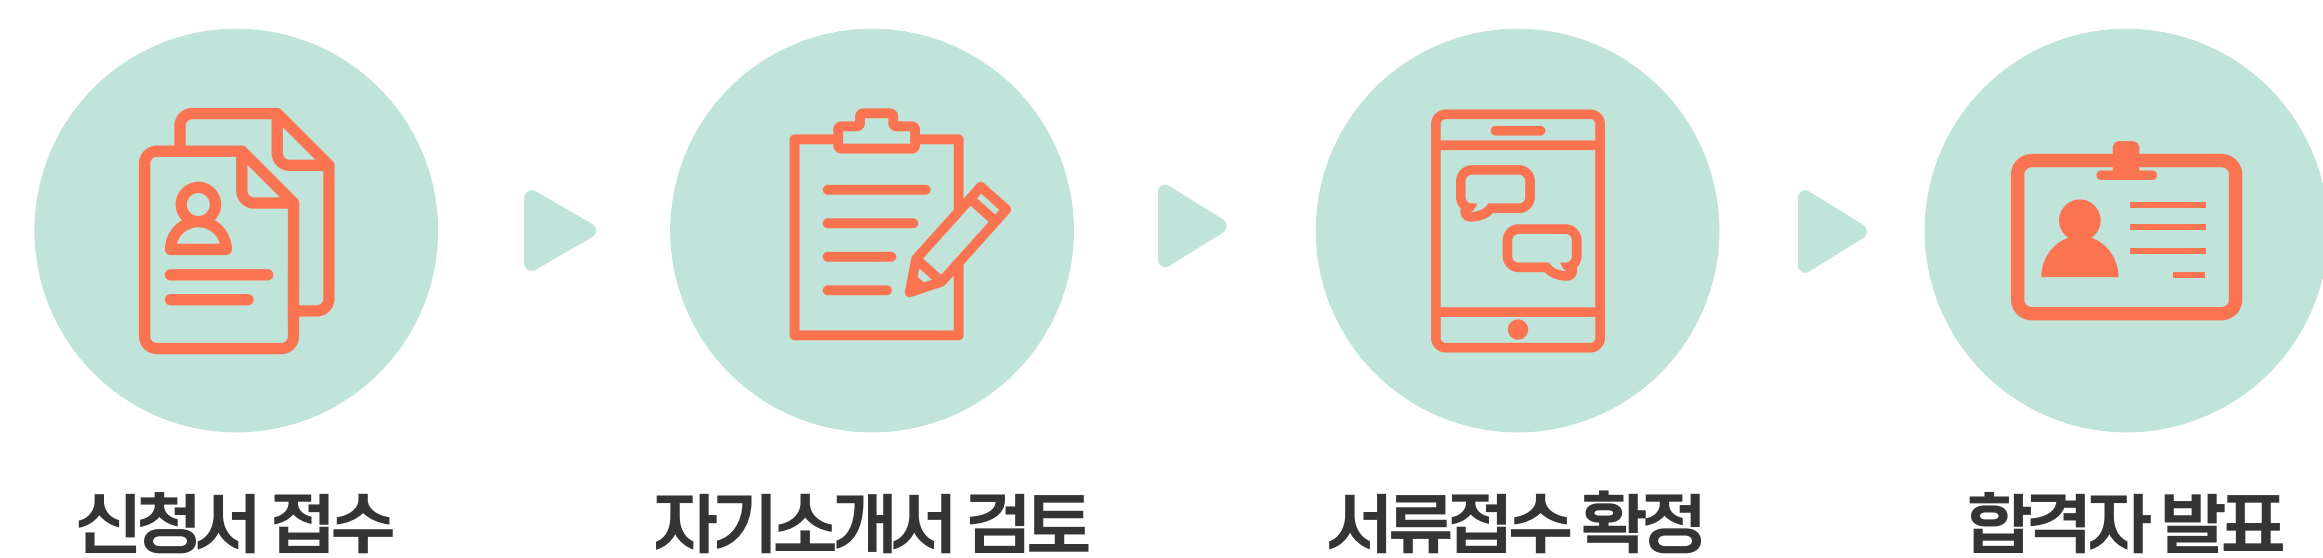 신청서 접수
자기소개서 검토
서류접수 확정
합격자 발표